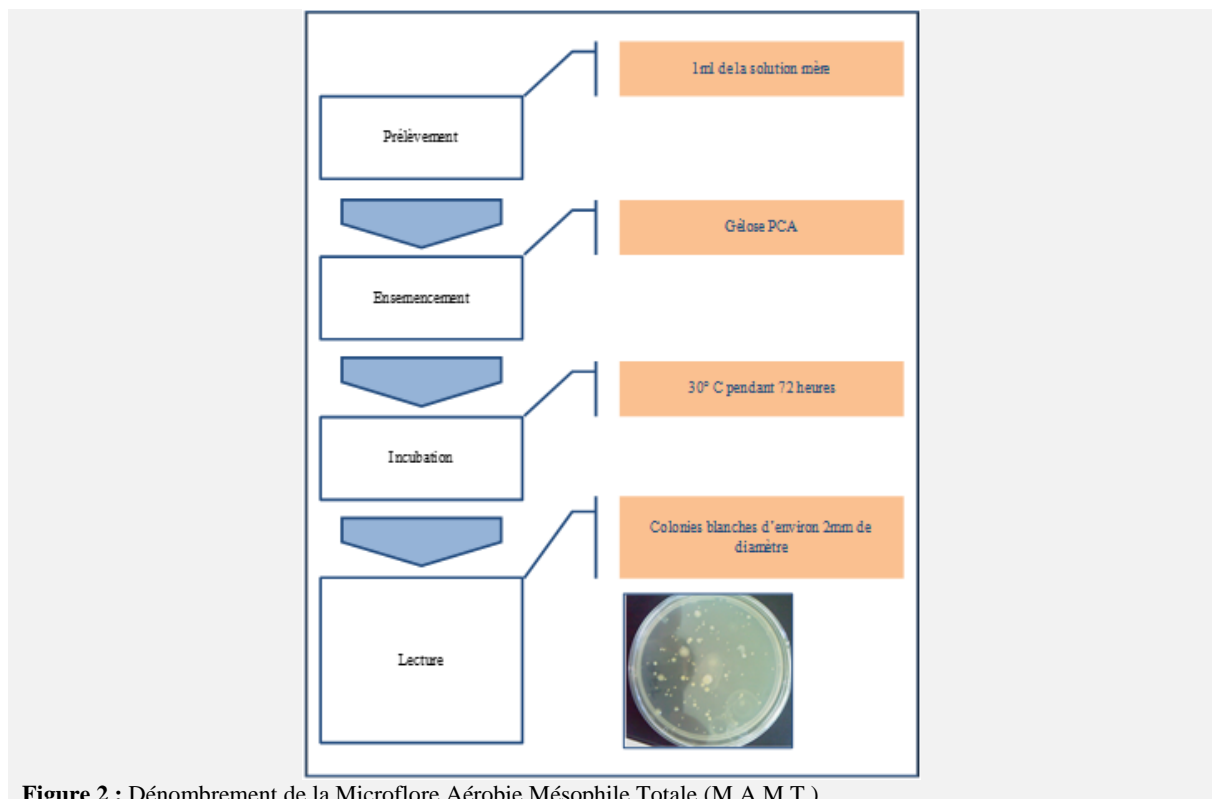 1ml de la solution mère
Prélèvement
Gélose PCA
Ensemencement
30° C pendant 72 heures
Incubation
Colonies blanches d'environ 2mm de
diamètre
Lecture
Figure 2 : Dénombrement de la Microflore Aérobie Mésophile Totale (M.A.M.T.)